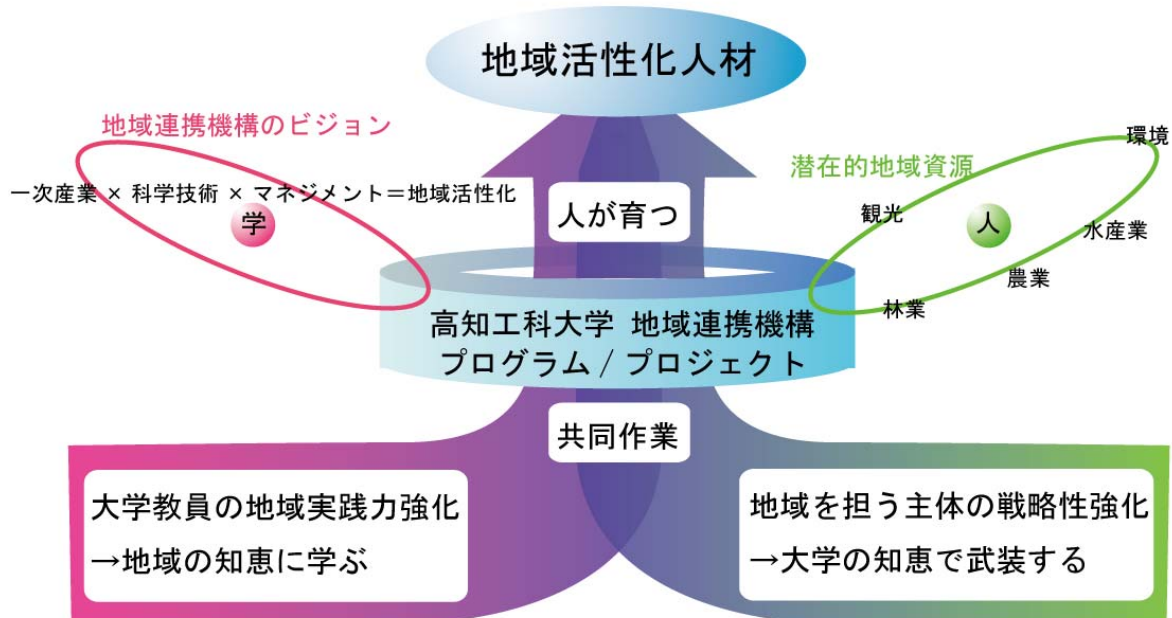 地域活性化人材
地域連携機構のビジョン
一次産業 × 科学技術 × マネジメント＝地域活性化
学
人が育つ
潜在的地域資源
環境
観光
人
水産業
農業
林業
高知工科大学 地域連携機構
プログラム / プロジェクト
共同作業
大学教員の地域実践力強化
→地域の知恵に学ぶ
地域を担う主体の戦略性強化
→大学の知恵で武装する